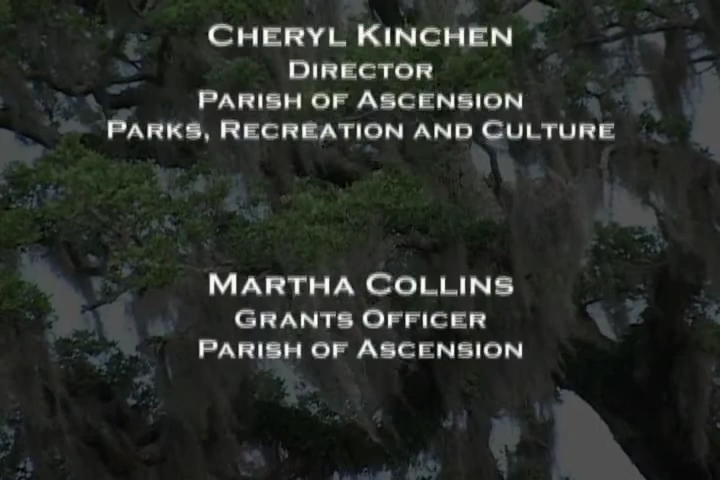 Cheryl Kinchen
Director
Parish of Ascension
Parks, Recreation and Culture
Martha Collins
Grants Officer
Parish of Ascension